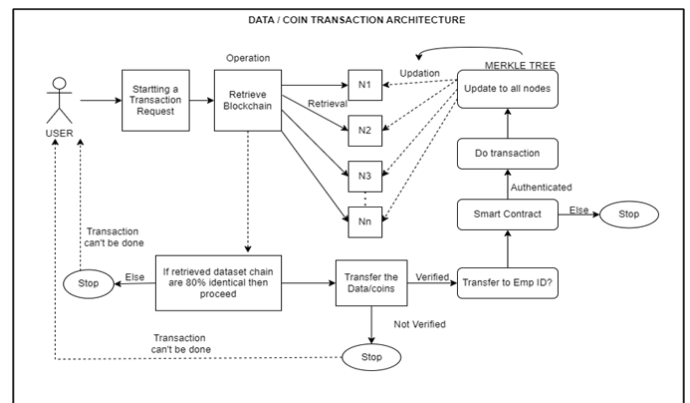 DATA / COIN TRANSACTION ARCHITECTURE
Operation
USER
Startting a
Transaction
Request
Retrieve
Blockchain
Retrieval
N1
N2
N3
Nn
Updation
MERKLE TREE
Update to all nodes
Do transaction
Authenticated
Smart Contract
Else
Stop
Transaction
can't be done
Stop
Else
If retrieved dataset chain
are 80% identical then
proceed
Transfer the
Data/coins
Verified
Transfer to Emp ID?
Not Verified
Transaction
can't be done
Stop